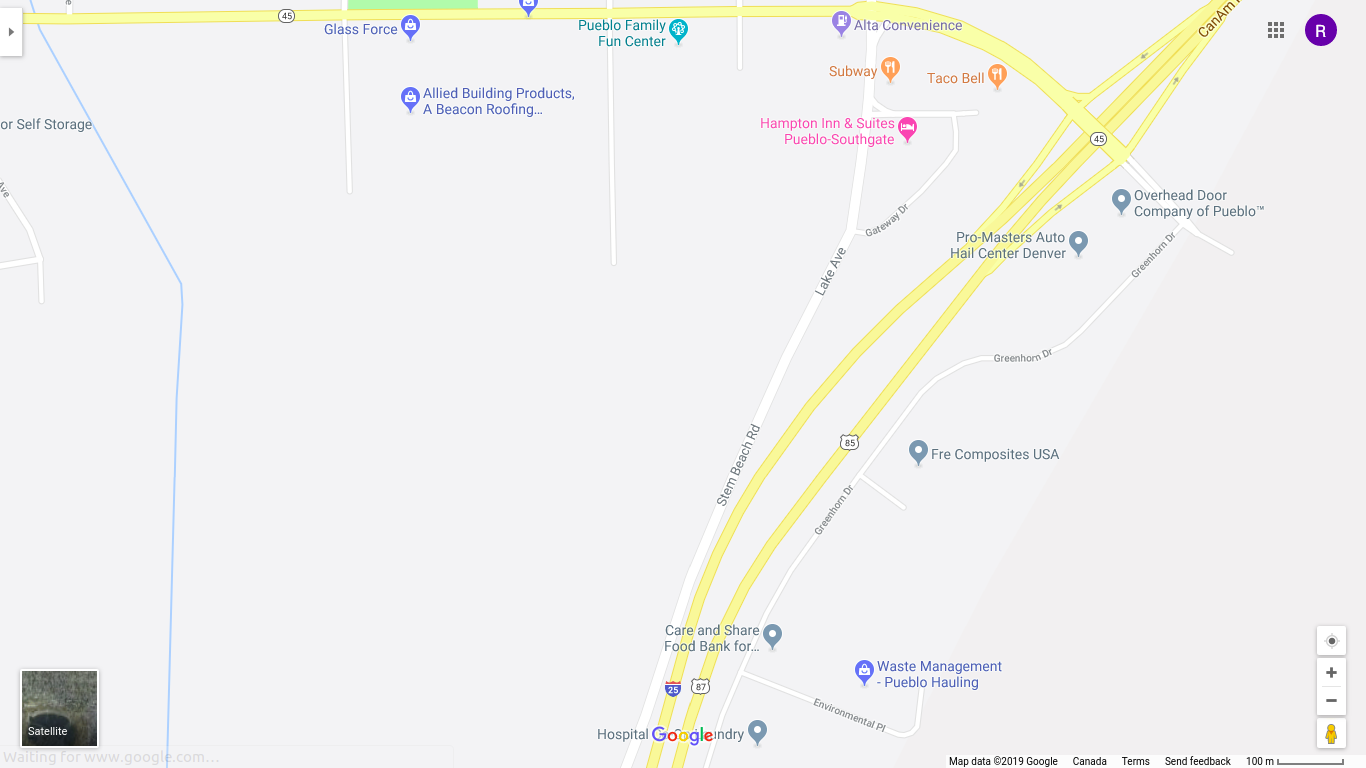 45
Glass Force
Pueblo Family
Fun Center
Alta Convenience
CanAm
R
Subway
Taco Bell
Allied Building Products,
A Beacon Roofing...
or Self Storage
Hampton Inn & Suites
Pueblo-Southgate
45
Ave
Overhead Door
Company of Pueblo™
Gateway Dr
Pro-Masters Auto
Hail Center Denver
Greenhorn Dr
Lake Ave
Greenhorn Dr
85
Stem Beach Rd
Fre Composites USA
Greenhorn Dr
Care and Share
Food Bank for...
Waste Management
- Pueblo Hauling
25
87
Environmental Pl
Satellite
Hospital
Google
ndry
Waiting for www.google.com...
Map data ©2019 Google Canada Terms Send feedback 100 m